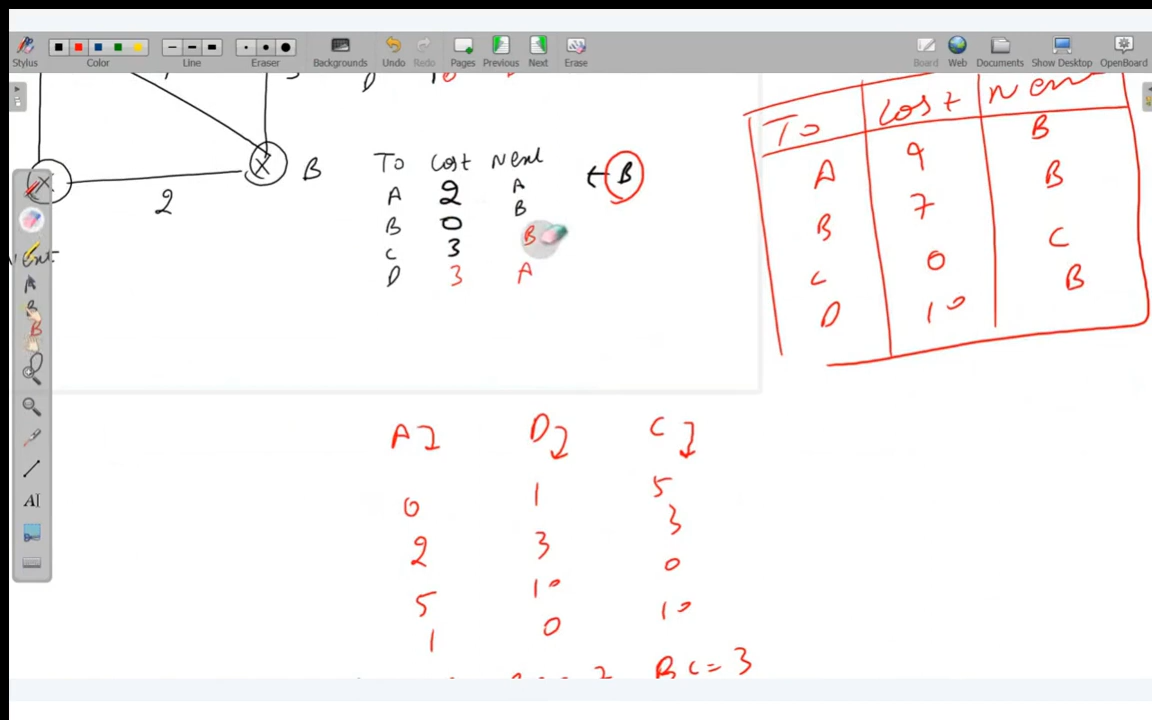 Stylus Color Line Eraser Backgrounds Undo Redo Pages Previous Next Erase Board Web Documents Show Desktop OpenBoard
To Cost Next
A 9 B
B 7 B
C 0 C
D 10 B
B
2
To Cost Next
A 2 A
B 0 B
C 3 B
D 3 A
← B
A D C
0 1 5
2 3 3
5 10 0
1 0 10
BC = 3